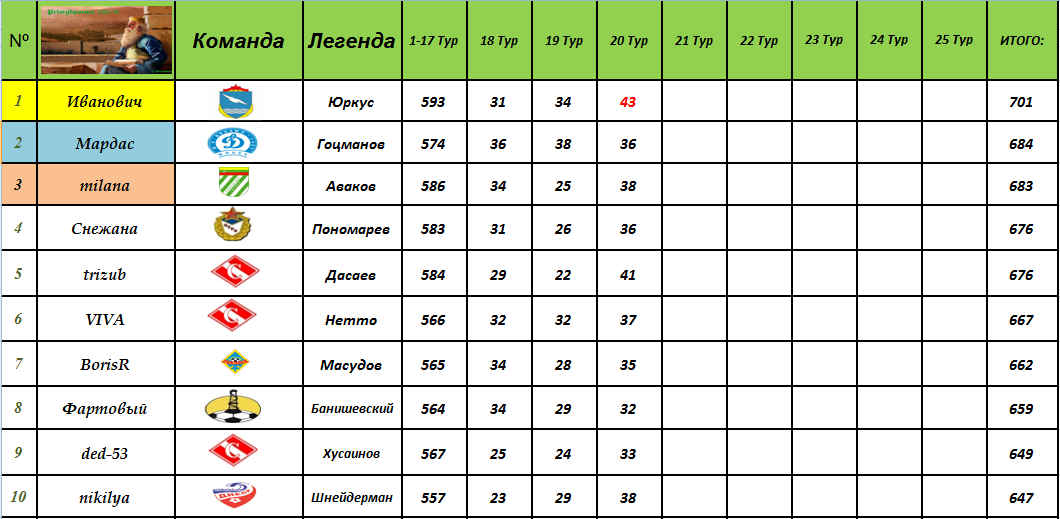 № Команда Легенда 1-17 Тур 18 Тур 19 Тур 20 Тур 21 Тур 22 Тур 23 Тур 24 Тур 25 Тур ИТОГО:
1 Иванович Юркус 593 31 34 43 701
2 Мардас Гоцманов 574 36 38 36 684
3 milana Аваков 586 34 25 38 683
4 Снежана Пономарев 583 31 26 36 676
5 trizub Дасаев 584 29 22 41 676
6 VIVA Нетто 566 32 32 37 667
7 BorisR Масудов 565 34 28 35 662
8 Фартовый Банишевский 564 34 29 32 659
9 ded-53 Хусаинов 567 25 24 33 649
10 nikilya Шнейдерман 557 23 29 38 647